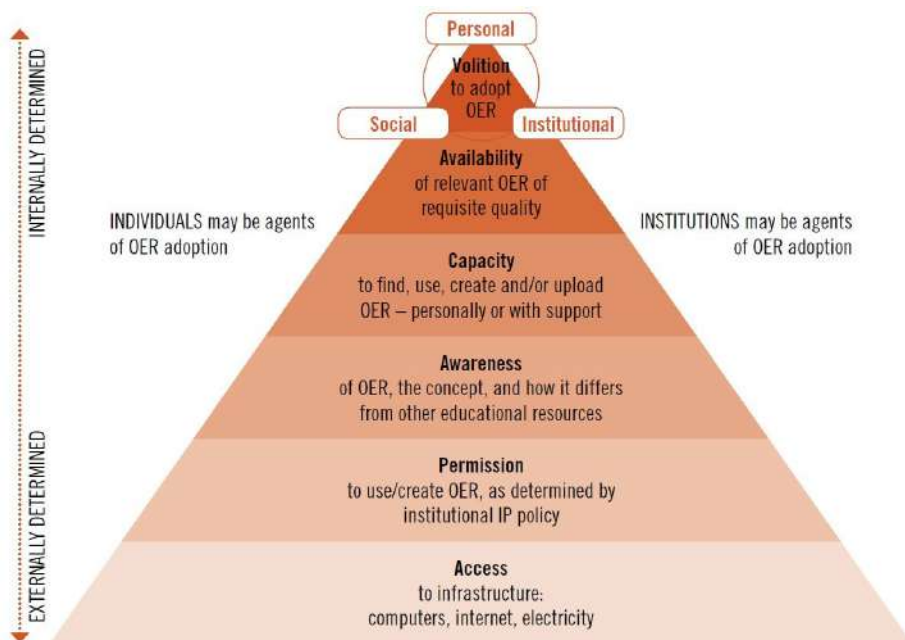 Personal
Volition
to adopt
OER
Social
Institutional
Availability
of relevant OER of
requisite quality
INDIVIDUALS may be agents
of OER adoption
INSTITUTIONS may be agents
of OER adoption
Capacity
to find, use, create and/or upload
OER – personally or with support
Awareness
of OER, the concept, and how it differs
from other educational resources
Permission
to use/create OER, as determined by
institutional IP policy
Access
to infrastructure:
computers, internet, electricity
INTERNALLY DETERMINED
EXTERNALLY DETERMINED